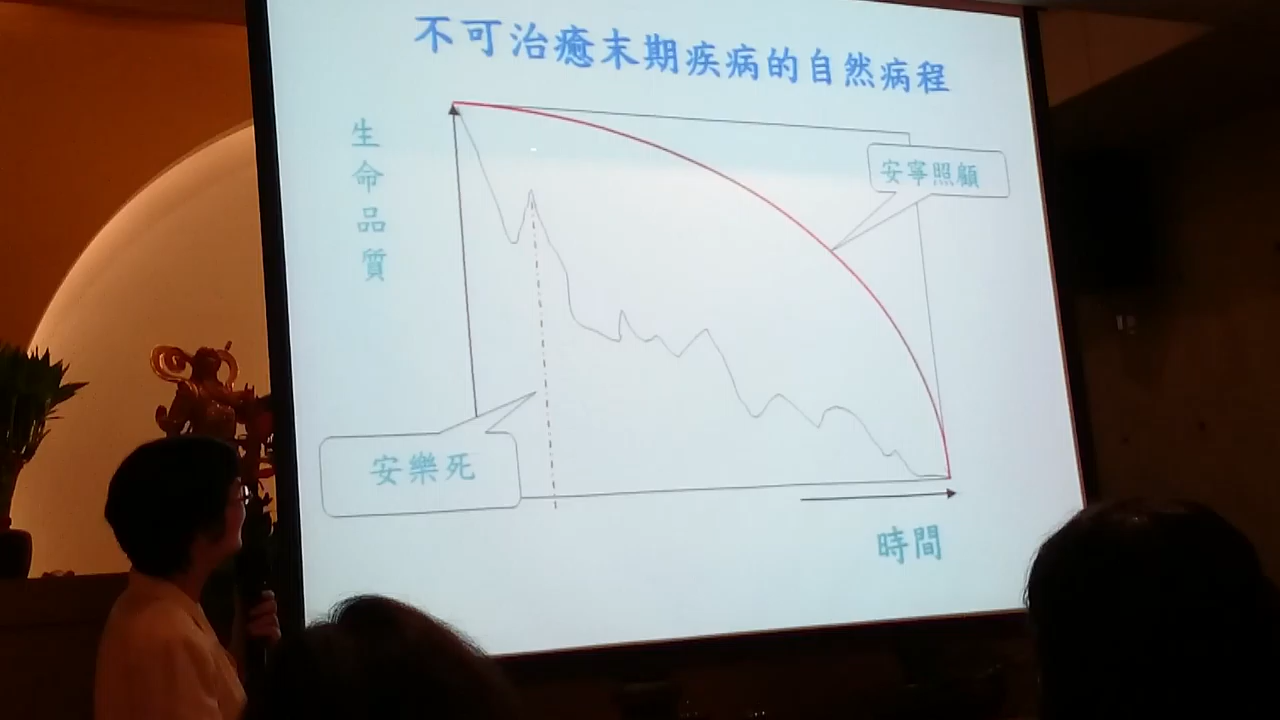 不可治癒末期疾病的自然病程
生命品質
安寧照顧
安樂死
時間